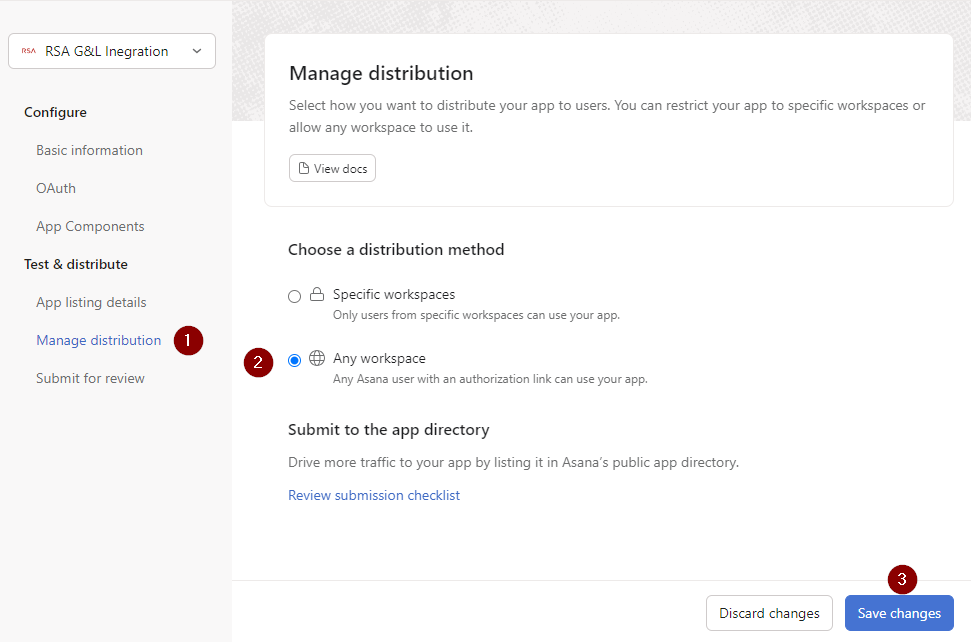 RSA RSA G&L Inegration
Configure
Basic information
OAuth
App Components
Test & distribute
App listing details
Manage distribution 1
Submit for review
Manage distribution
Select how you want to distribute your app to users. You can restrict your app to specific workspaces or
allow any workspace to use it.
View docs
Choose a distribution method
Specific workspaces
Only users from specific workspaces can use your app.
2 Any workspace
Any Asana user with an authorization link can use your app.
Submit to the app directory
Drive more traffic to your app by listing it in Asana's public app directory.
Review submission checklist
3
Discard changes Save changes